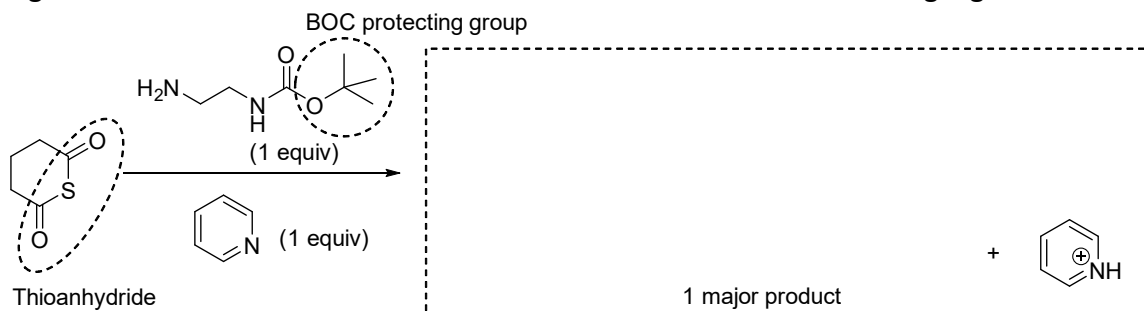 BOC protecting group
O
H₂N
N
H
O
(1 equiv)
O
S
O
N
(1 equiv)
+
⊕
NH
Thioanhydride
1 major product